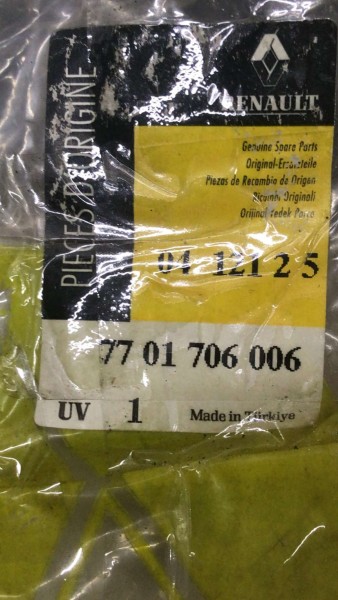 RENAULT
PIECES D'ORIGINE
Genuine Spare Parts
Original-Ersatzteile
Piezas de Recambio de Origen
Ricambi Originali
Orijinal Yedek Parça
04 121 2 5
77 01 706 006
UV 1 Made in Türkiye